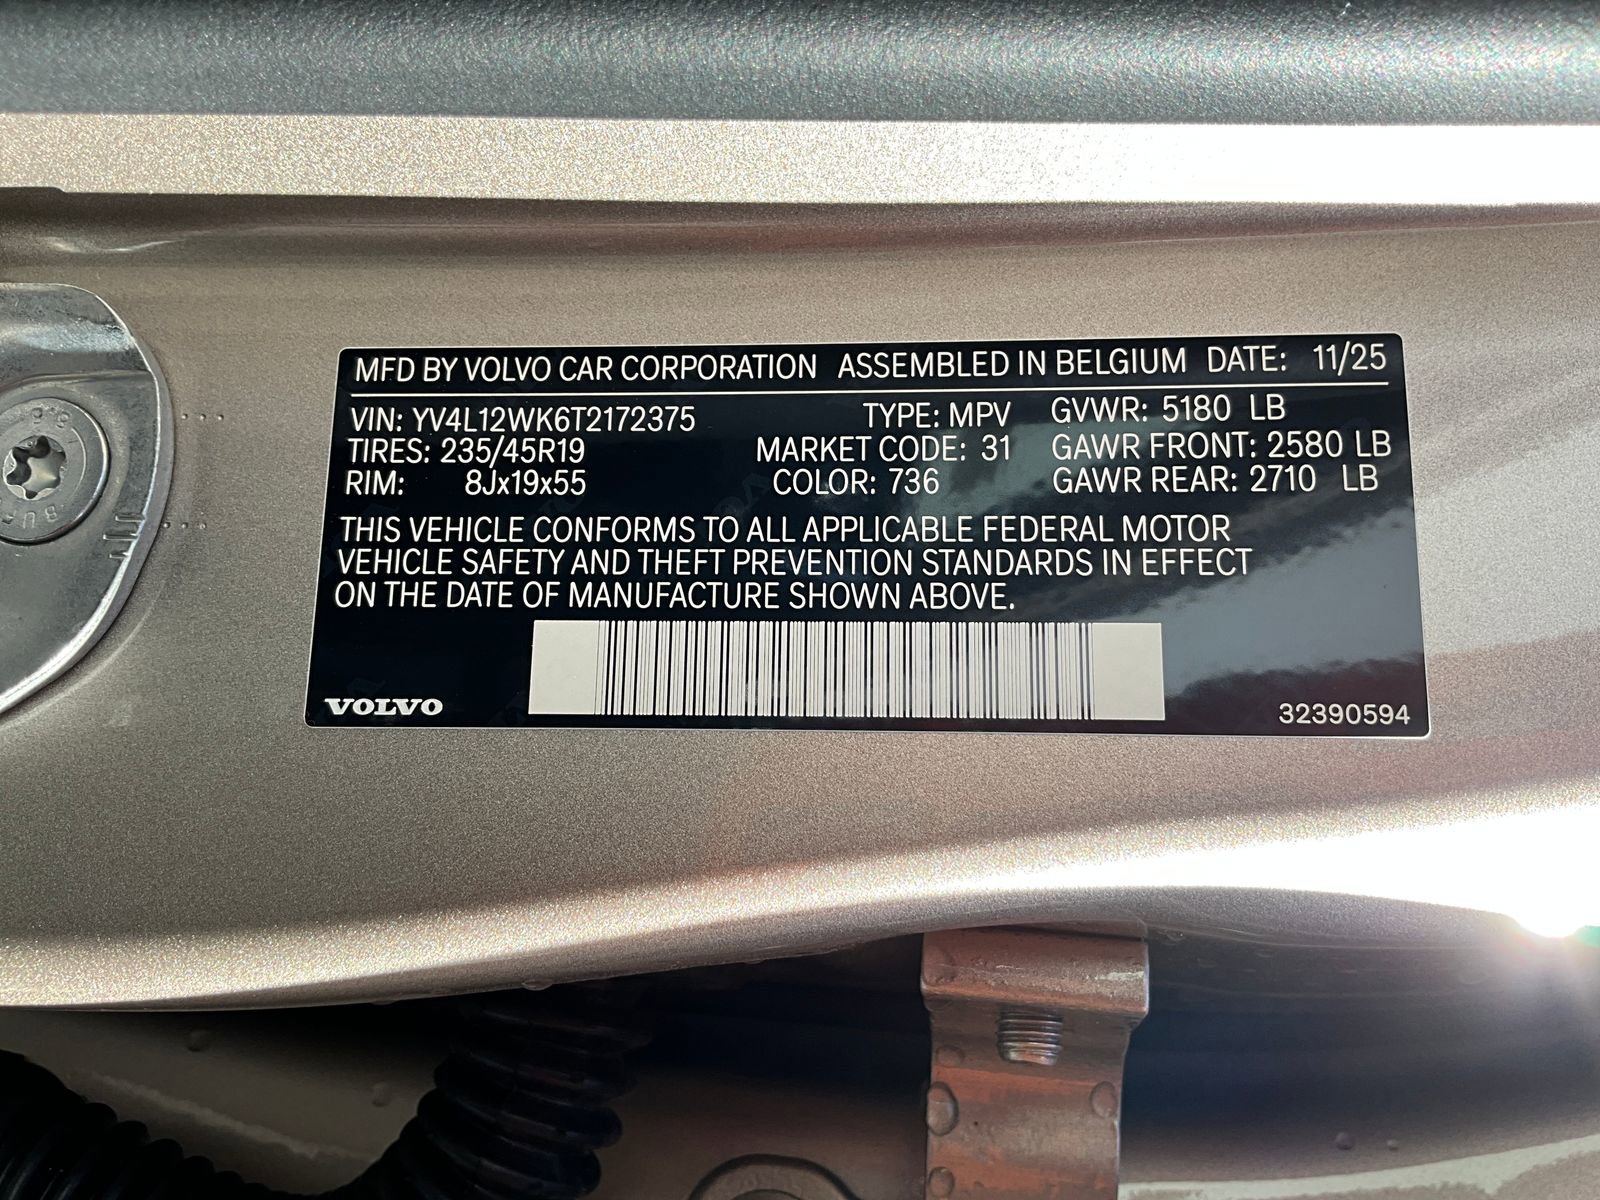 MFD BY VOLVO CAR CORPORATION ASSEMBLED IN BELGIUM DATE: 11/25
VIN: YV4L12WK6T2172375 TYPE: MPV GVWR: 5180 LB
TIRES: 235/45R19 MARKET CODE: 31 GAWR FRONT: 2580 LB
RIM: 8Jx19x55 COLOR: 736 GAWR REAR: 2710 LB
THIS VEHICLE CONFORMS TO ALL APPLICABLE FEDERAL MOTOR
VEHICLE SAFETY AND THEFT PREVENTION STANDARDS IN EFFECT
ON THE DATE OF MANUFACTURE SHOWN ABOVE.
VOLVO 32390594